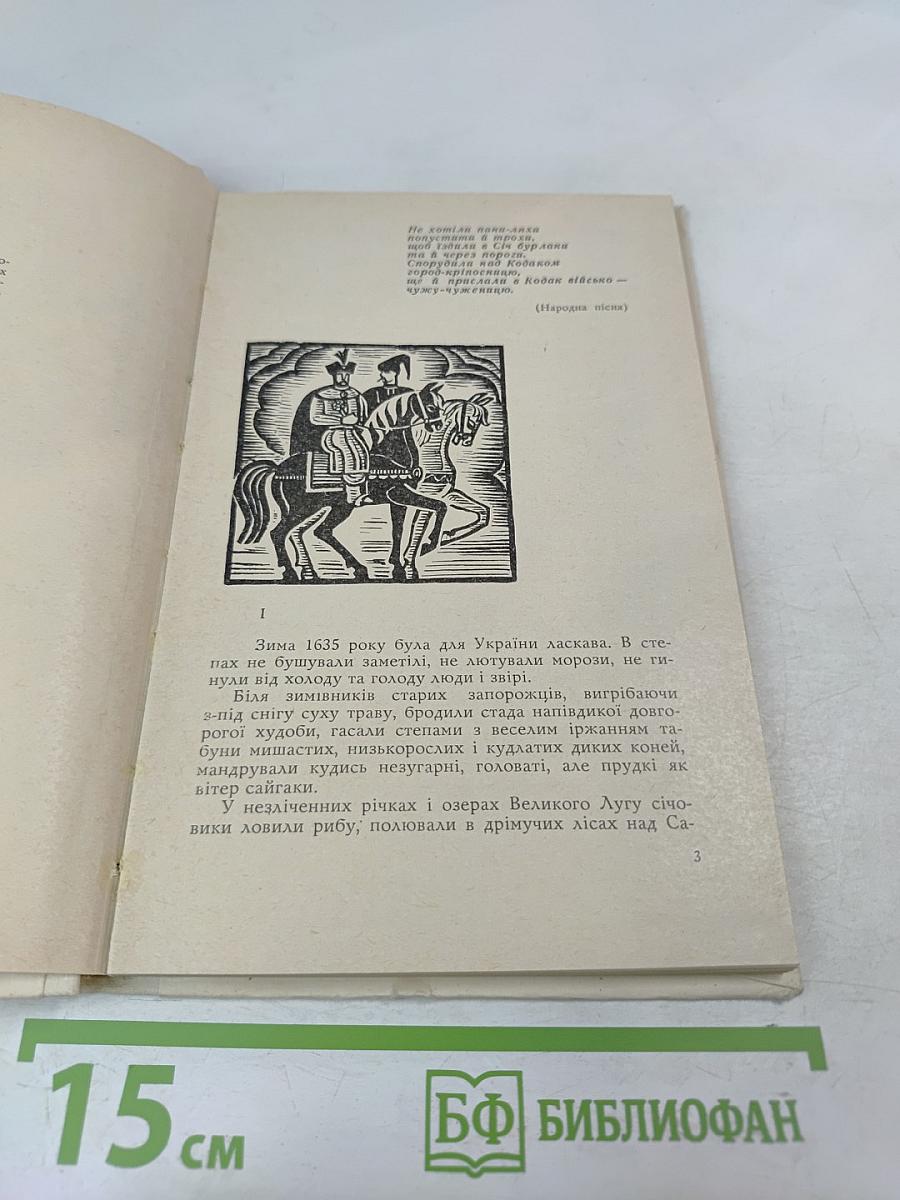 о-
х
Не хотіли пани-ляхи
попустити й трохи,
щоб їздили в Січ бурлаки
та й через пороги.
Спорудили над Кодаком
город-кріпосницю,
ще й прислали в Кодак військо —
чужу-чуженицю.
(Народна пісня)
I
Зима 1635 року була для України ласкава. В сте-
пах не бушували заметілі, не лютували морози, не ги-
нули від холоду та голоду люди і звірі.
Біля зимівників старих запорожців, вигрібаючи
з-під снігу суху траву, бродили стада напівдикої довго-
рогої худоби, гасали степами з веселим іржанням та-
буни мишастих, низькорослих і кудлатих диких коней,
мандрували кудись незугарні, головаті, але прудкі як
вітер сайгаки.
У незліченних річках і озерах Великого Лугу січо-
вики ловили рибу, полювали в дрімучих лісах над Са-
3
15 см
БФ БИБЛИОФАН